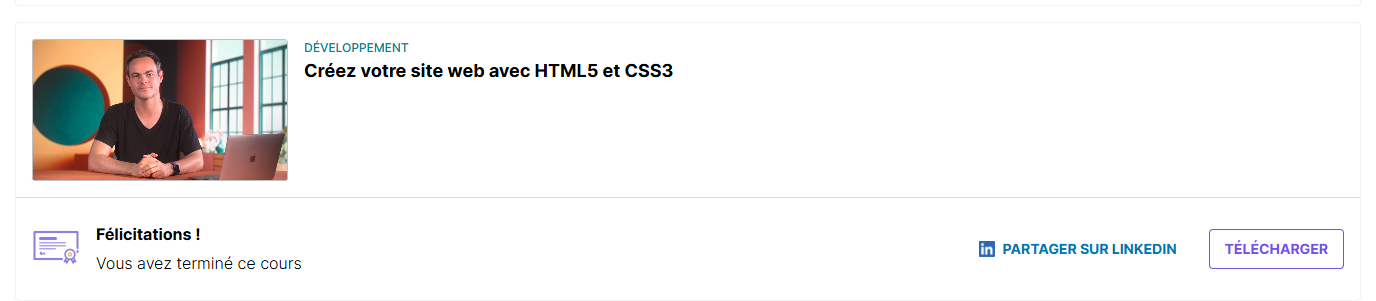 DÉVELOPPEMENT
Créez votre site web avec HTML5 et CSS3
Félicitations !
Vous avez terminé ce cours
in PARTAGER SUR LINKEDIN
TÉLÉCHARGER